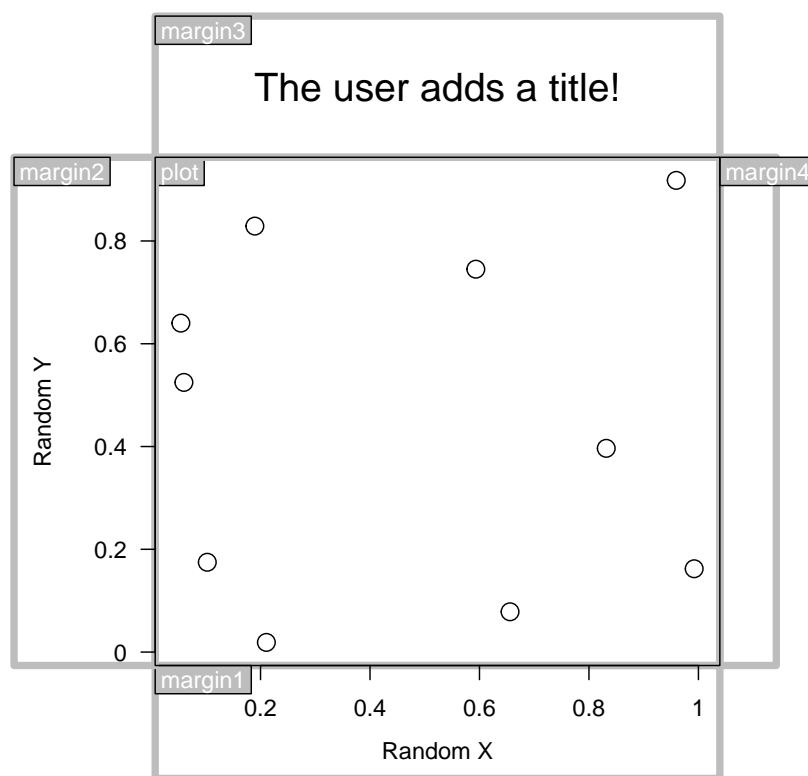 margin3
The user adds a title!
margin2
plot
margin4
0.8
0.6
0.4
0.2
0
Random Y
margin1
0.2 0.4 0.6 0.8 1
Random X